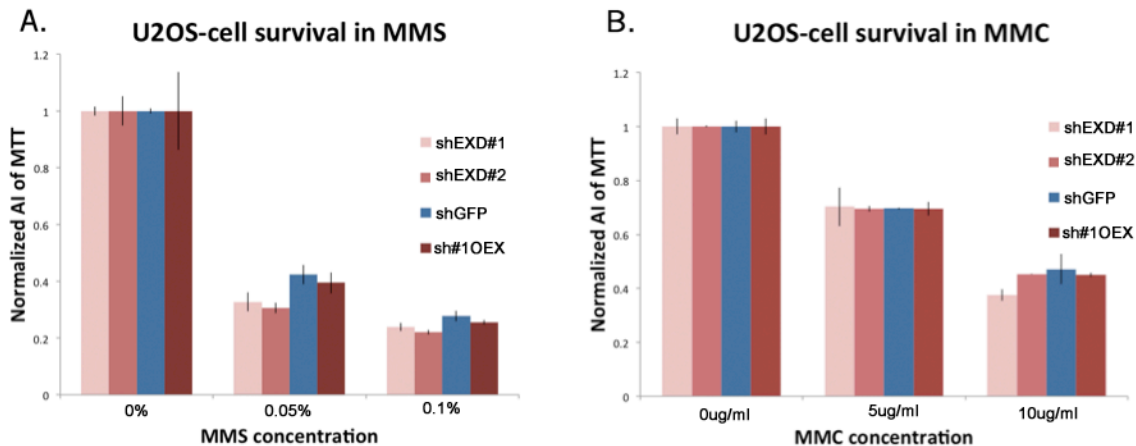 A.
U2OS-cell survival in MMS
Normalized AI of MTT
1.2
1
0.8
0.6
0.4
0.2
0
shEXD#1
shEXD#2
shGFP
sh#1OEX
0% 0.05% 0.1%
MMS concentration
B.
U2OS-cell survival in MMC
Normalized AI of MTT
1.2
1
0.8
0.6
0.4
0.2
0
shEXD#1
shEXD#2
shGFP
sh#1OEX
0ug/ml 5ug/ml 10ug/ml
MMC concentration